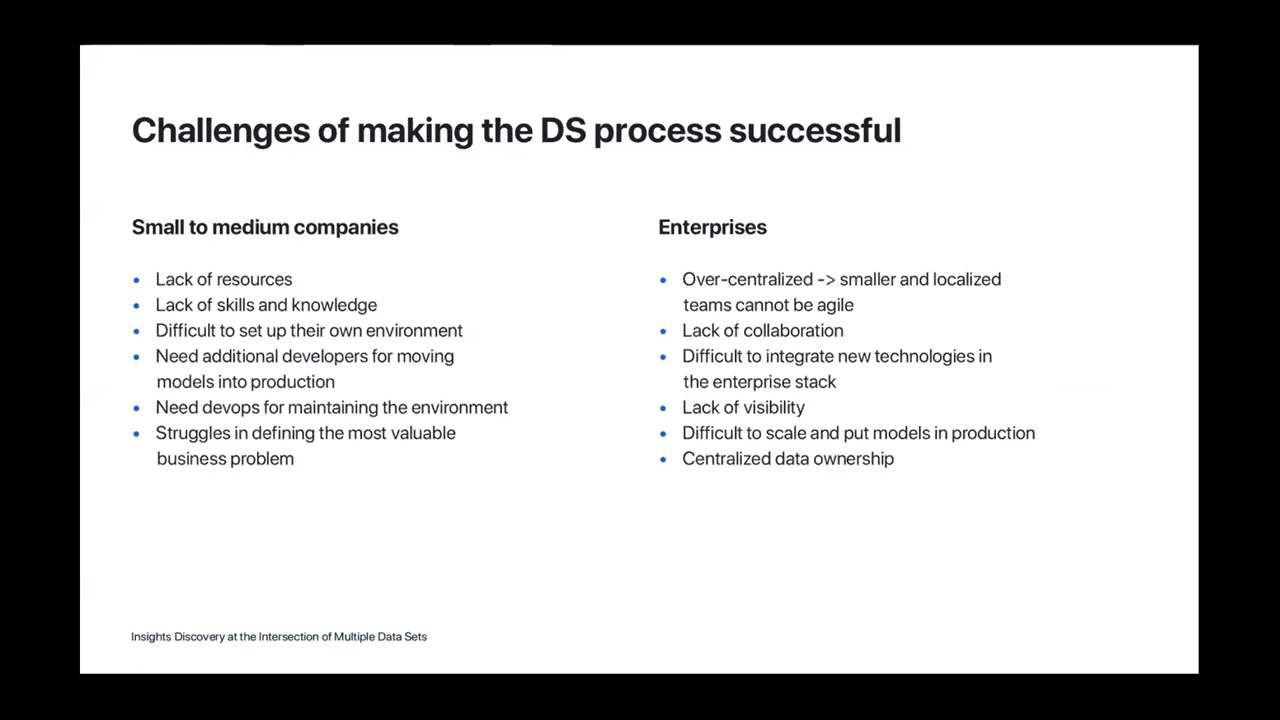 Challenges of making the DS process successful
Small to medium companies
• Lack of resources
• Lack of skills and knowledge
• Difficult to set up their own environment
• Need additional developers for moving
models into production
• Need devops for maintaining the environment
• Struggles in defining the most valuable
business problem
Enterprises
• Over-centralized -> smaller and localized
teams cannot be agile
• Lack of collaboration
• Difficult to integrate new technologies in
the enterprise stack
• Lack of visibility
• Difficult to scale and put models in production
• Centralized data ownership
Insights Discovery at the Intersection of Multiple Data Sets